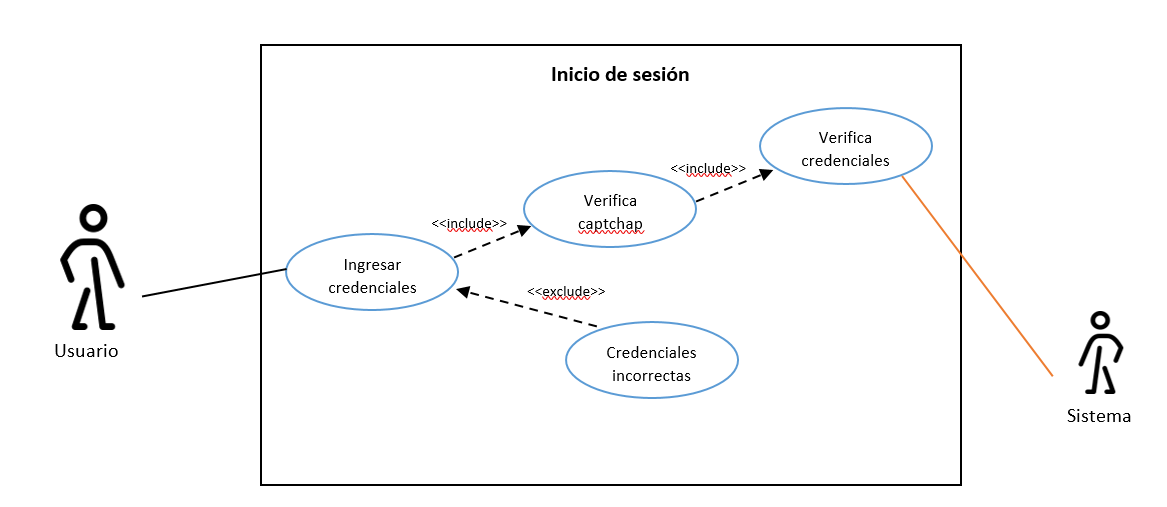 Inicio de sesión
Verifica
credenciales
<<include>>
Verifica
captchap
<<include>>
Ingresar
credenciales
<<exclude>>
Credenciales
incorrectas
Usuario
Sistema